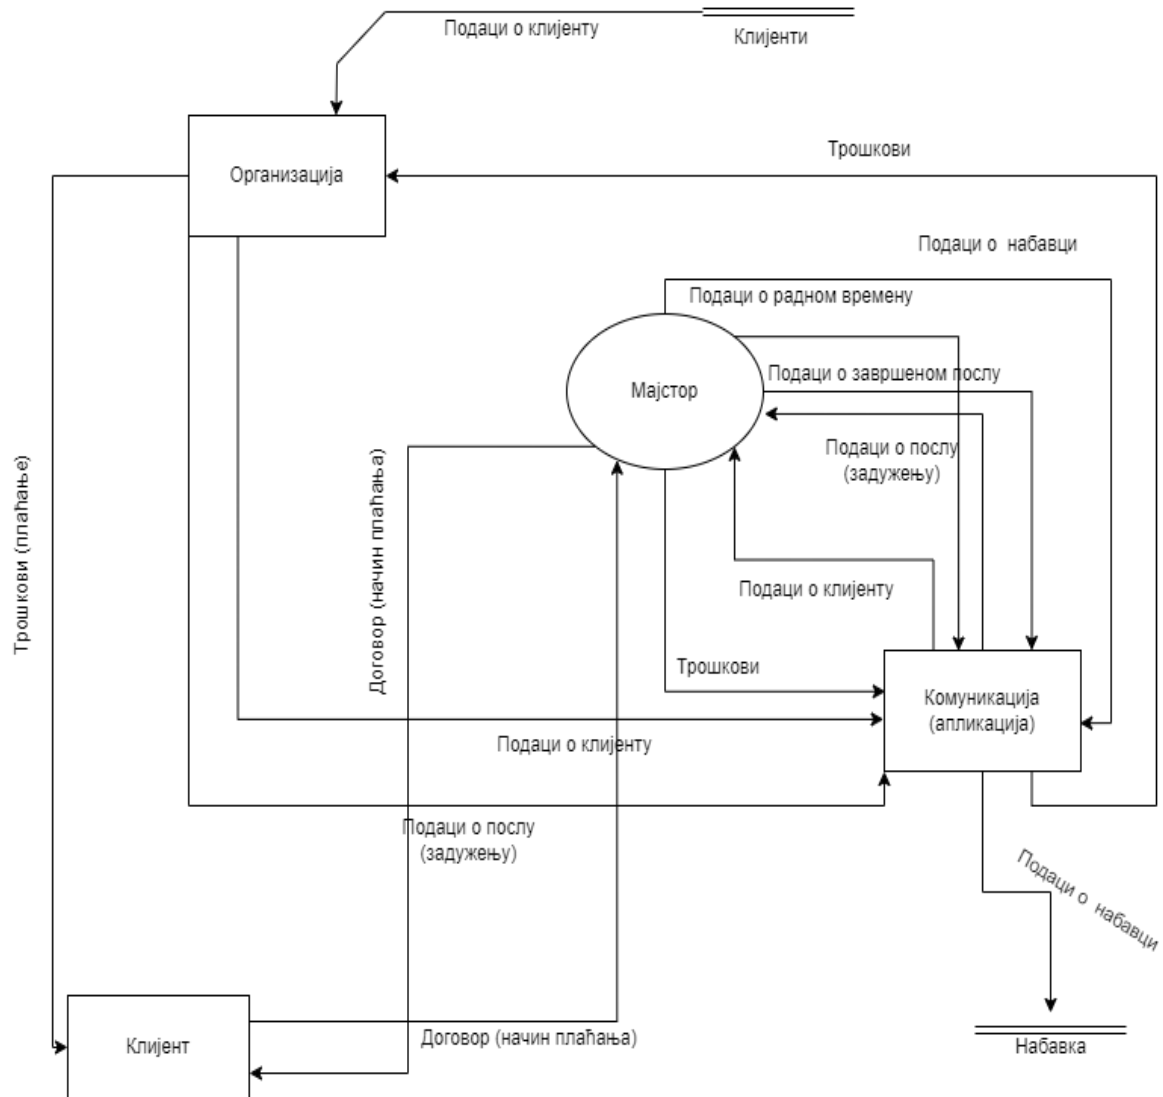 Подаци о клијенту
Клијенти
Трошкови
Организација
Подаци о набавци
Подаци о радном времену
Подаци о завршеном послу
Мајстор
Подаци о послу
(задужењу)
Трошкови (плаћање)
Договор (начин плаћања)
Подаци о клијенту
Трошкови
Комуникација
(апликација)
Подаци о клијенту
Подаци о послу
(задужењу)
Подаци о набавци
Договор (начин плаћања)
Клијент
Набавка